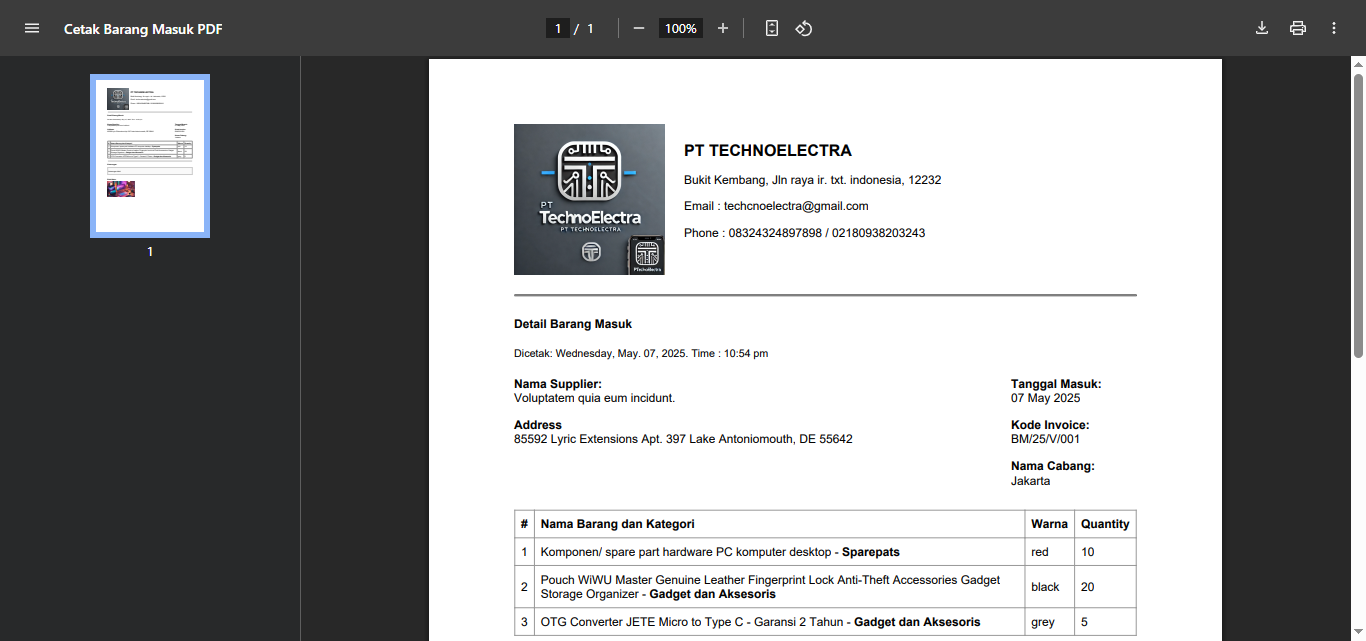 Cetak Barang Masuk PDF
1 / 1
100%
1
PT
TechnoElectra
PT TECHNOELECTRA
PT TECHNOELECTRA
Bukit Kembang, Jln raya ir. txt. indonesia, 12232
Email : techcnoelectra@gmail.com
Phone : 08324324897898 / 02180938203243
Detail Barang Masuk
Dicetak: Wednesday, May. 07, 2025. Time : 10:54 pm
Nama Supplier:
Voluptatem quia eum incidunt.
Address
85592 Lyric Extensions Apt. 397 Lake Antoniomouth, DE 55642
Tanggal Masuk:
07 May 2025
Kode Invoice:
BM/25/V/001
Nama Cabang:
Jakarta
# Nama Barang dan Kategori Warna Quantity
1 Komponen/ spare part hardware PC komputer desktop - Sparepats red 10
2 Pouch WiWU Master Genuine Leather Fingerprint Lock Anti-Theft Accessories Gadget
Storage Organizer - Gadget dan Aksesoris black 20
3 OTG Converter JETE Micro to Type C - Garansi 2 Tahun - Gadget dan Aksesoris grey 5